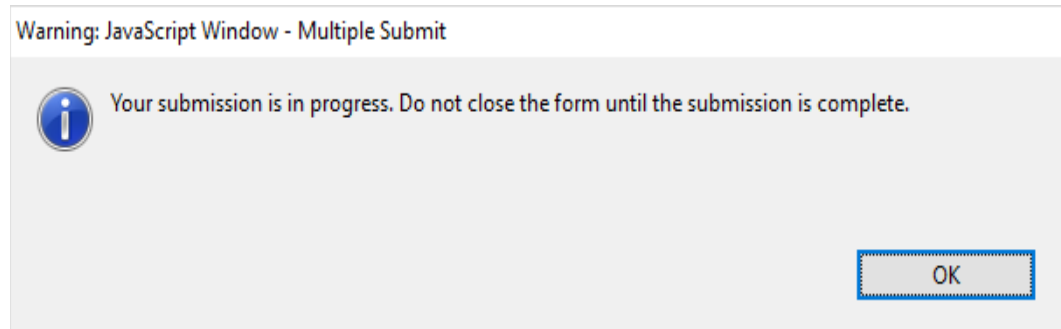 Warning: JavaScript Window - Multiple Submit
Your submission is in progress. Do not close the form until the submission is complete.
OK